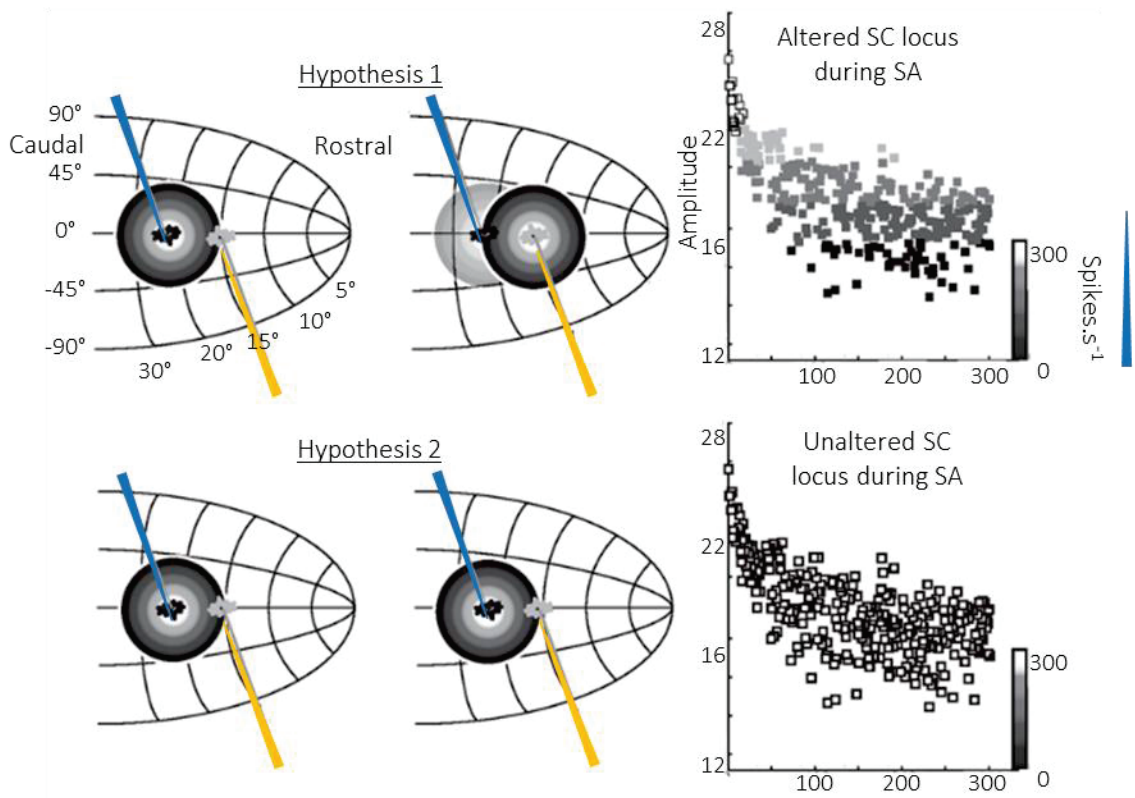 Hypothesis 1
90°
Caudal
45°
0°
-45°
-90°
30°
20°
15°
10°
5°
Rostral
Altered SC locus
during SA
Amplitude
28
22
16
12
100
200
300
300
0
Spikes.s⁻¹
Hypothesis 2
Unaltered SC
locus during SA
28
22
16
12
100
200
300
300
0